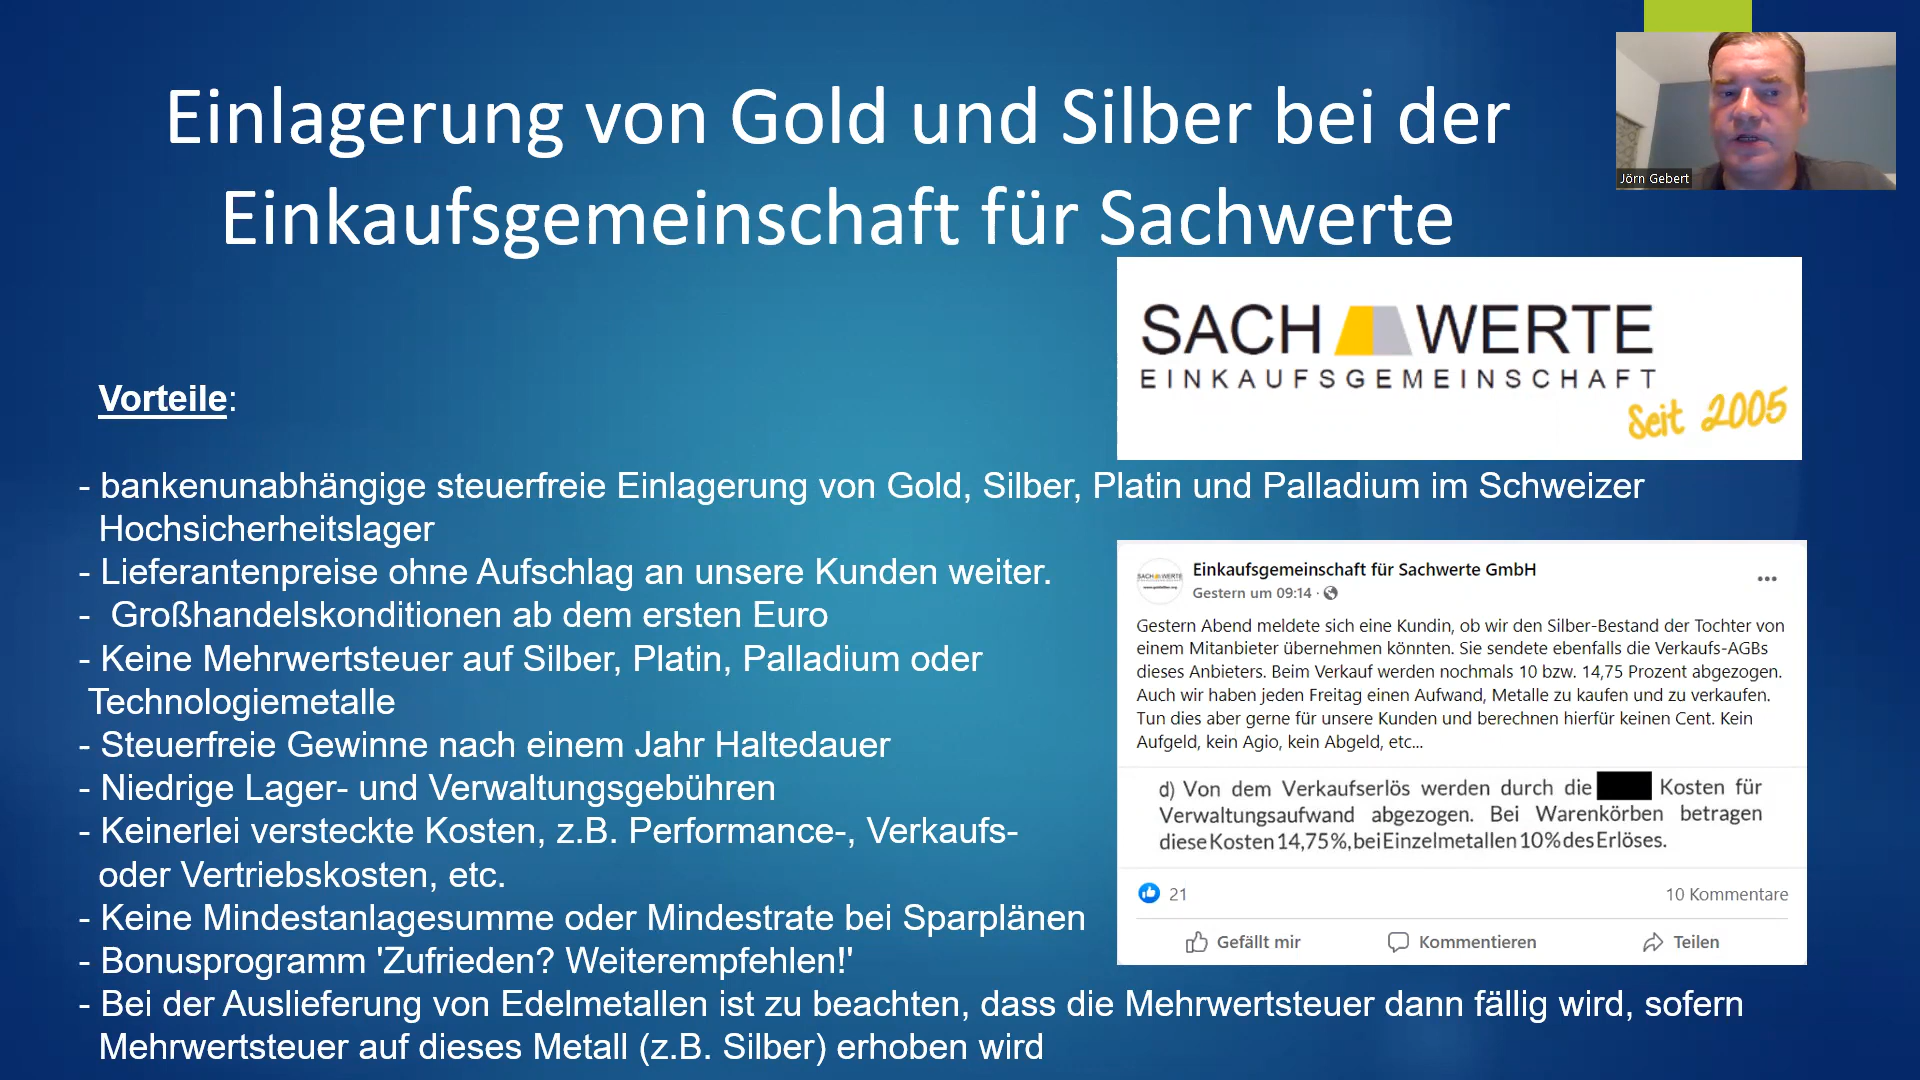 Einlagerung von Gold und Silber bei der
Einkaufsgemeinschaft für Sachwerte
Jörn Gebert
SACH WERTE
EINKAUFSGEMEINSCHAFT
Seit 2005
Vorteile:
- bankenunabhängige steuerfreie Einlagerung von Gold, Silber, Platin und Palladium im Schweizer
Hochsicherheitslager
- Lieferantenpreise ohne Aufschlag an unsere Kunden weiter.
- Großhandelskonditionen ab dem ersten Euro
- Keine Mehrwertsteuer auf Silber, Platin, Palladium oder
Technologiemetalle
- Steuerfreie Gewinne nach einem Jahr Haltedauer
- Niedrige Lager- und Verwaltungsgebühren
- Keinerlei versteckte Kosten, z.B. Performance-, Verkaufs-
oder Vertriebskosten, etc.
- Keine Mindestanlagesumme oder Mindestrate bei Sparplänen
- Bonusprogramm 'Zufrieden? Weiterempfehlen!'
- Bei der Auslieferung von Edelmetallen ist zu beachten, dass die Mehrwertsteuer dann fällig wird, sofern
Mehrwertsteuer auf dieses Metall (z.B. Silber) erhoben wird
SACH WERTE
Einkaufsgemeinschaft für Sachwerte GmbH
Gestern um 09:14 ·
Gestern Abend meldete sich eine Kundin, ob wir den Silber-Bestand der Tochter von
einem Mitanbieter übernehmen könnten. Sie sendete ebenfalls die Verkaufs-AGBs
dieses Anbieters. Beim Verkauf werden nochmals 10 bzw. 14,75 Prozent abgezogen.
Auch wir haben jeden Freitag einen Aufwand, Metalle zu kaufen und zu verkaufen.
Tun dies aber gerne für unsere Kunden und berechnen hierfür keinen Cent. Kein
Aufgeld, kein Agio, kein Abgeld, etc...
d) Von dem Verkaufserlös werden durch die Kosten für
Verwaltungsaufwand abgezogen. Bei Warenkörben betragen
diese Kosten 14,75%, bei Einzelmetallen 10% des Erlöses.
21
10 Kommentare
Gefällt mir
Kommentieren
Teilen